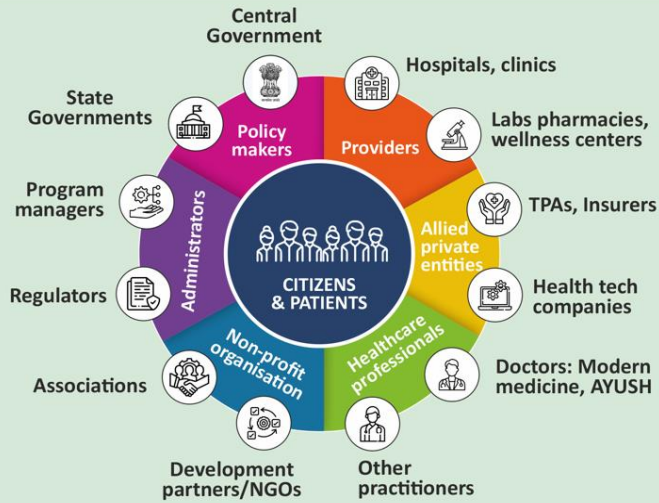 Central
Government
Hospitals, clinics
State
Governments
Policy
makers
Providers
Labs pharmacies,
wellness centers
Program
managers
Administrators
Allied
private
entities
TPAs, Insurers
CITIZENS
& PATIENTS
Regulators
Health tech
companies
Non-profit
organisation
Healthcare
professionals
Associations
Doctors: Modern
medicine, AYUSH
Development
partners/NGOs
Other
practitioners